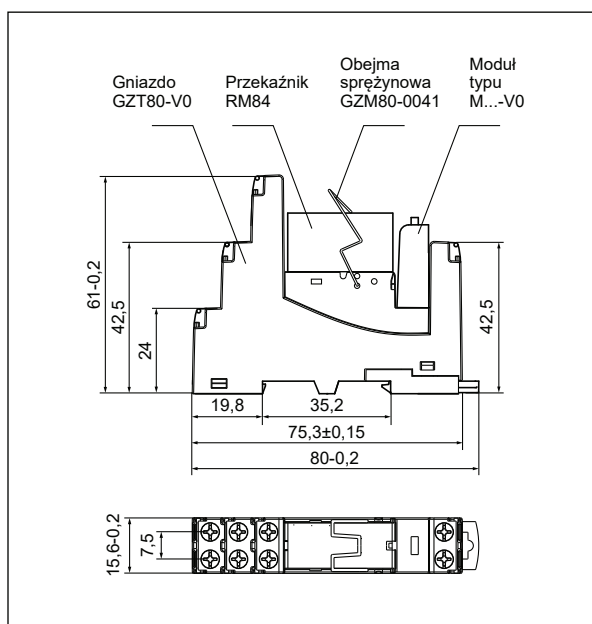 Gniazdo
GZT80-V0
Przekaźnik
RM84
Obejma
sprężynowa
GZM80-0041
Moduł
typu
M...-V0
61-0,2
42,5
24
42,5
19,8
35,2
75,3±0,15
80-0,2
15,6-0,2
7,5